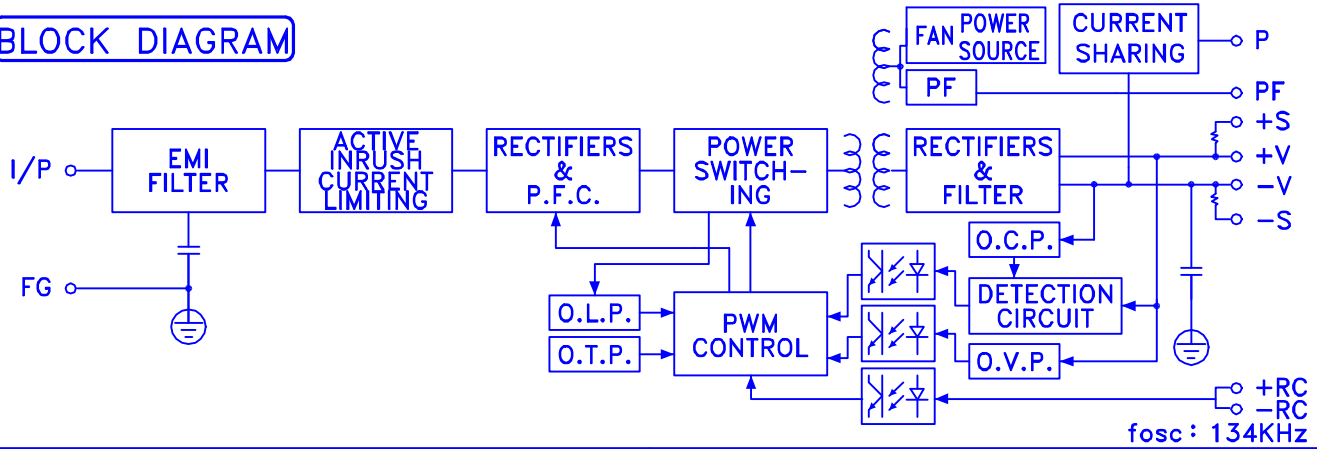 BLOCK DIAGRAM
FAN POWER
SOURCE
CURRENT
SHARING
P
PF
PF
+S
I/P
EMI
FILTER
ACTIVE
INRUSH
CURRENT
LIMITING
RECTIFIERS
&
P.F.C.
POWER
SWITCH-
ING
RECTIFIERS
&
FILTER
+V
-V
-S
O.C.P.
FG
DETECTION
CIRCUIT
O.L.P.
PWM
CONTROL
O.T.P.
O.V.P.
+RC
-RC
fosc: 134KHz